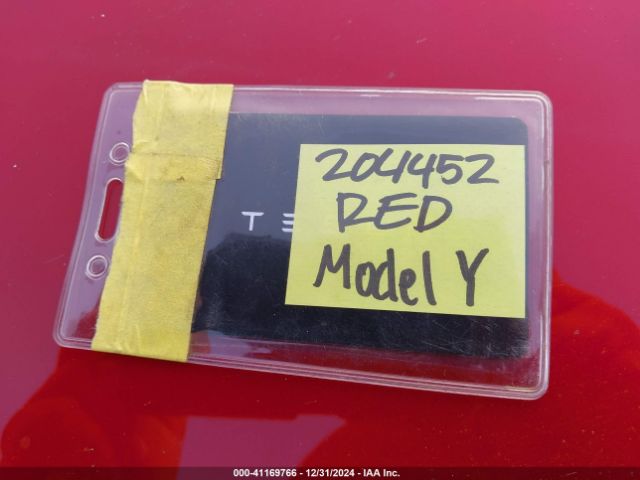 204452
RED
Model Y
T E
000-41169766 - 12/31/2024 - IAA Inc.